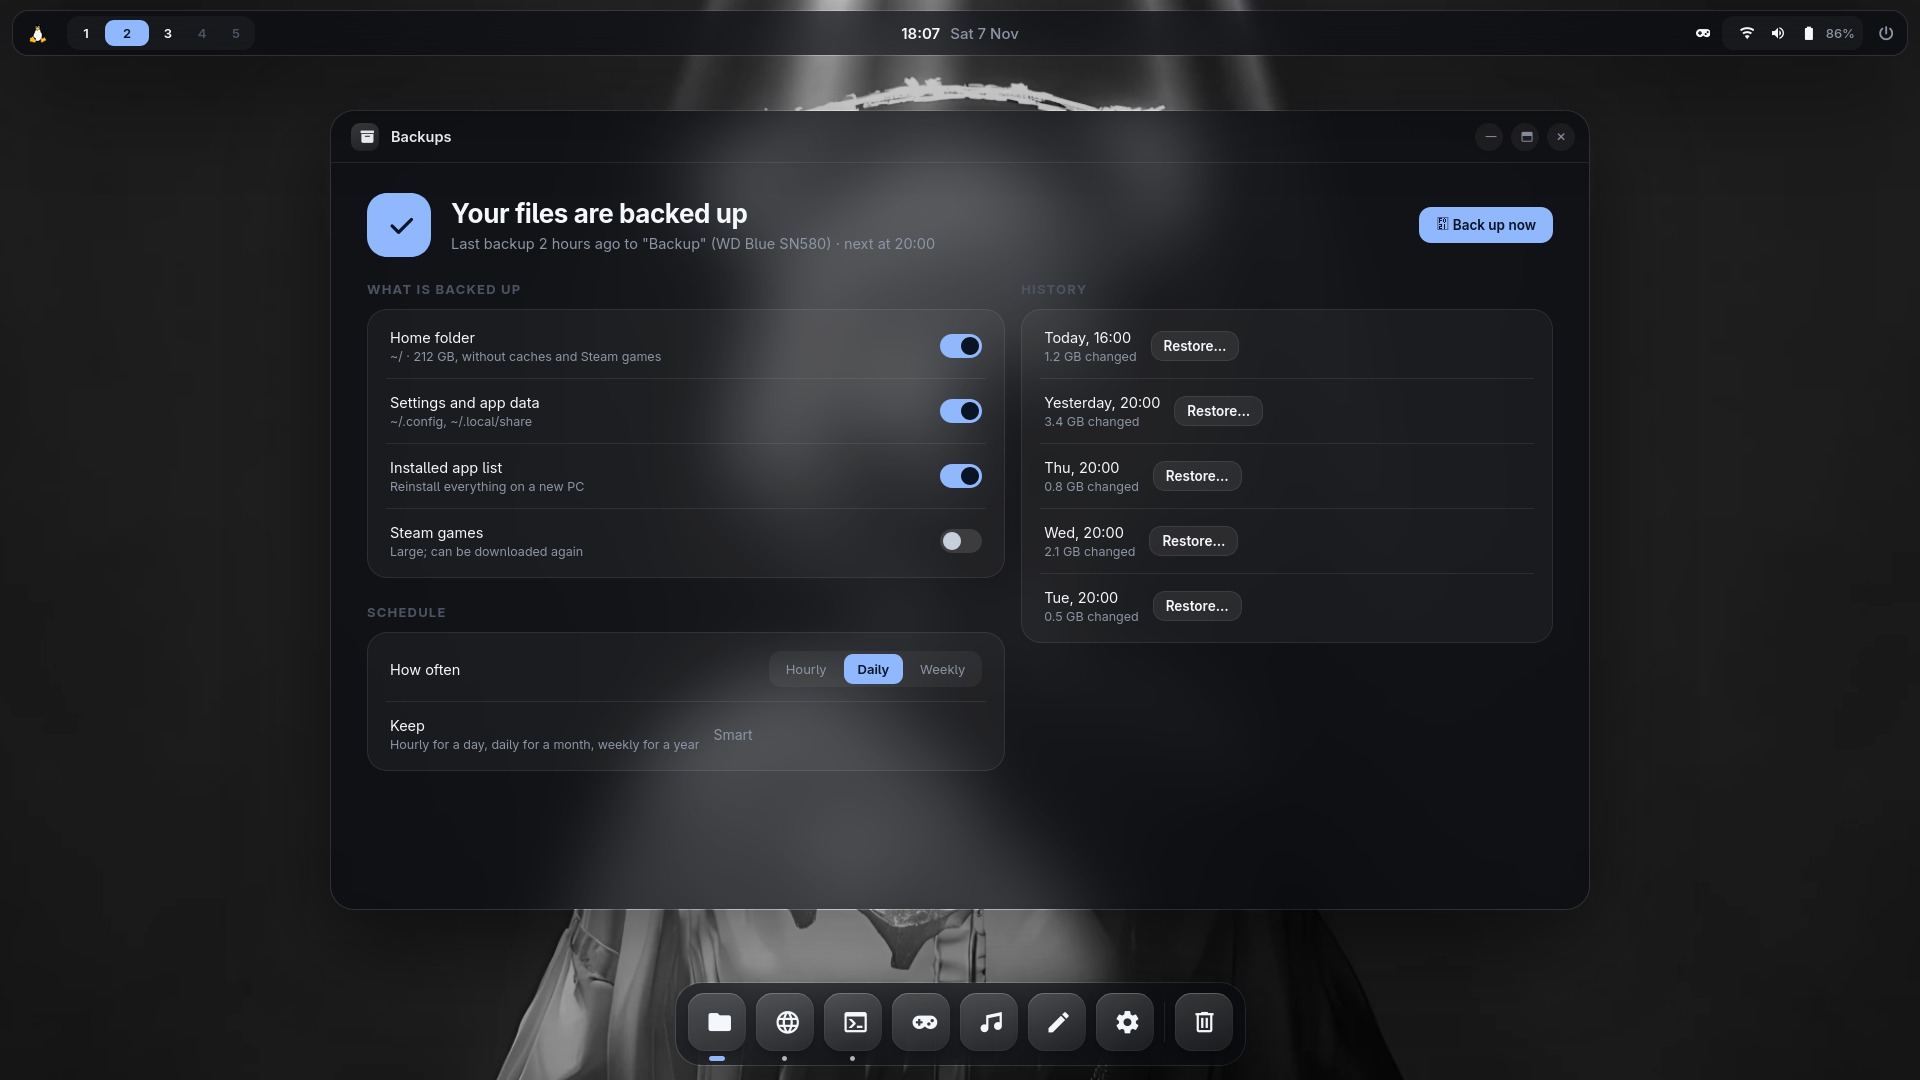 1 2 3 4 5
18:07 Sat 7 Nov
86%
Backups
Your files are backed up
Last backup 2 hours ago to "Backup" (WD Blue SN580) · next at 20:00
Back up now
WHAT IS BACKED UP
Home folder
~/ · 212 GB, without caches and Steam games
Settings and app data
~/.config, ~/.local/share
Installed app list
Reinstall everything on a new PC
Steam games
Large; can be downloaded again
SCHEDULE
How often
Hourly Daily Weekly
Keep
Hourly for a day, daily for a month, weekly for a year
Smart
HISTORY
Today, 16:00
1.2 GB changed
Restore...
Yesterday, 20:00
3.4 GB changed
Restore...
Thu, 20:00
0.8 GB changed
Restore...
Wed, 20:00
2.1 GB changed
Restore...
Tue, 20:00
0.5 GB changed
Restore...